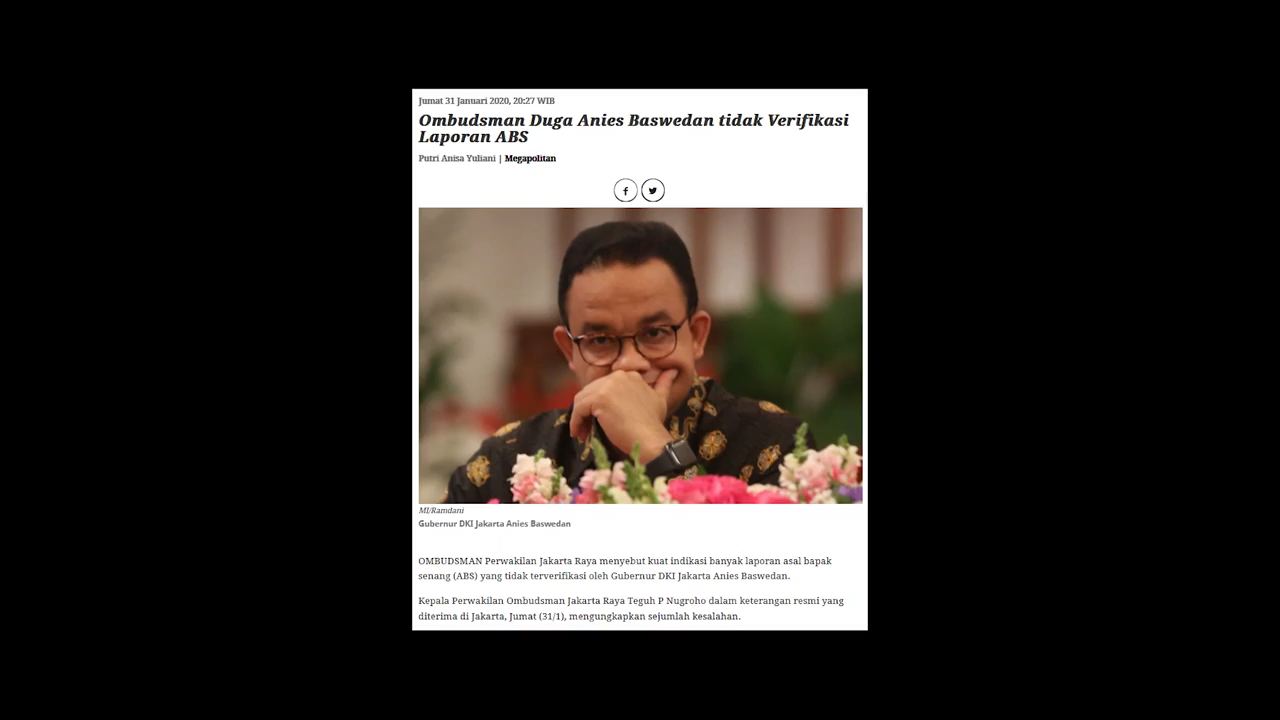 Jumat 31 Januari 2020, 20:27 WIB
Ombudsman Duga Anies Baswedan tidak Verifikasi
Laporan ABS
Putri Anisa Yuliani | Megapolitan
MI/Ramdani
Gubernur DKI Jakarta Anies Baswedan
OMBUDSMAN Perwakilan Jakarta Raya menyebut kuat indikasi banyak laporan asal bapak
senang (ABS) yang tidak terverifikasi oleh Gubernur DKI Jakarta Anies Baswedan.
Kepala Perwakilan Ombudsman Jakarta Raya Teguh P Nugroho dalam keterangan resmi yang
diterima di Jakarta, Jumat (31/1), mengungkapkan sejumlah kesalahan.